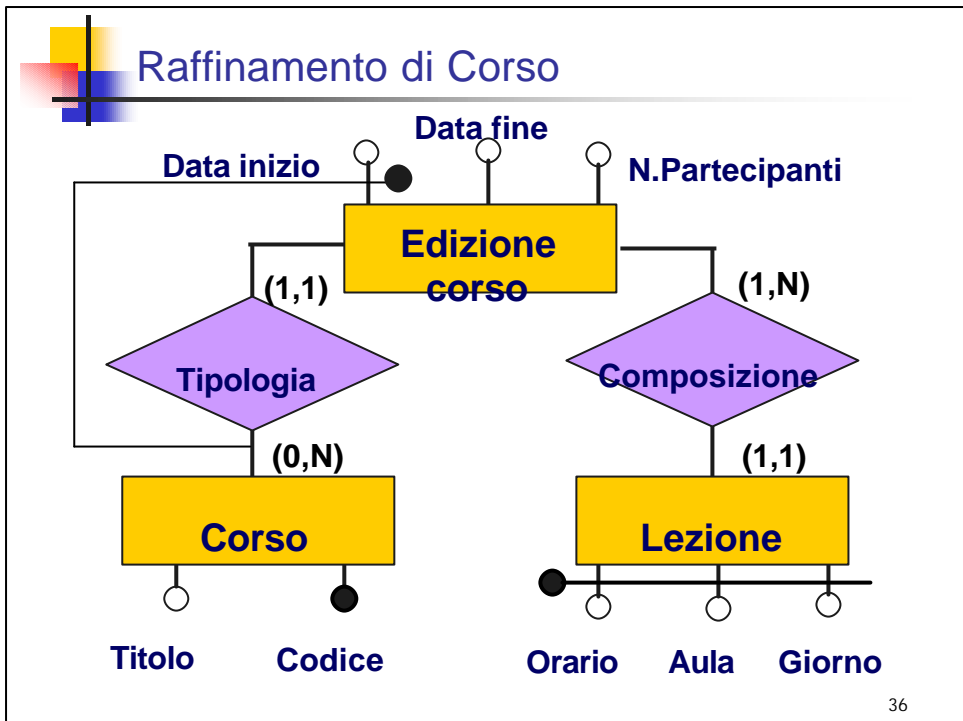 Raffinamento di Corso
Data fine
Data inizio
N.Partecipanti
Edizione
corso
(1,1)
(1,N)
Tipologia
Composizione
(0,N)
(1,1)
Corso
Lezione
Titolo
Codice
Orario
Aula
Giorno
36